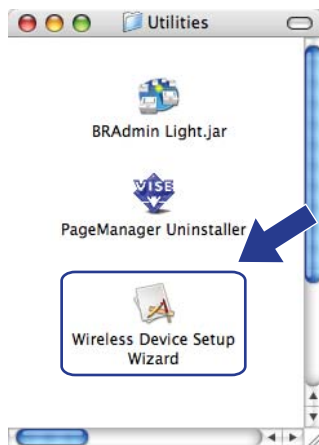 Utilities
BRAdmin Light.jar
VISE
PageManager Uninstaller
Wireless Device Setup
Wizard